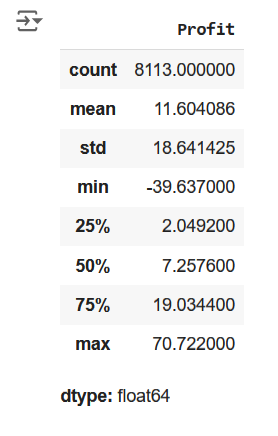 Profit
count 8113.000000
mean 11.604086
std 18.641425
min -39.637000
25% 2.049200
50% 7.257600
75% 19.034400
max 70.722000
dtype: float64